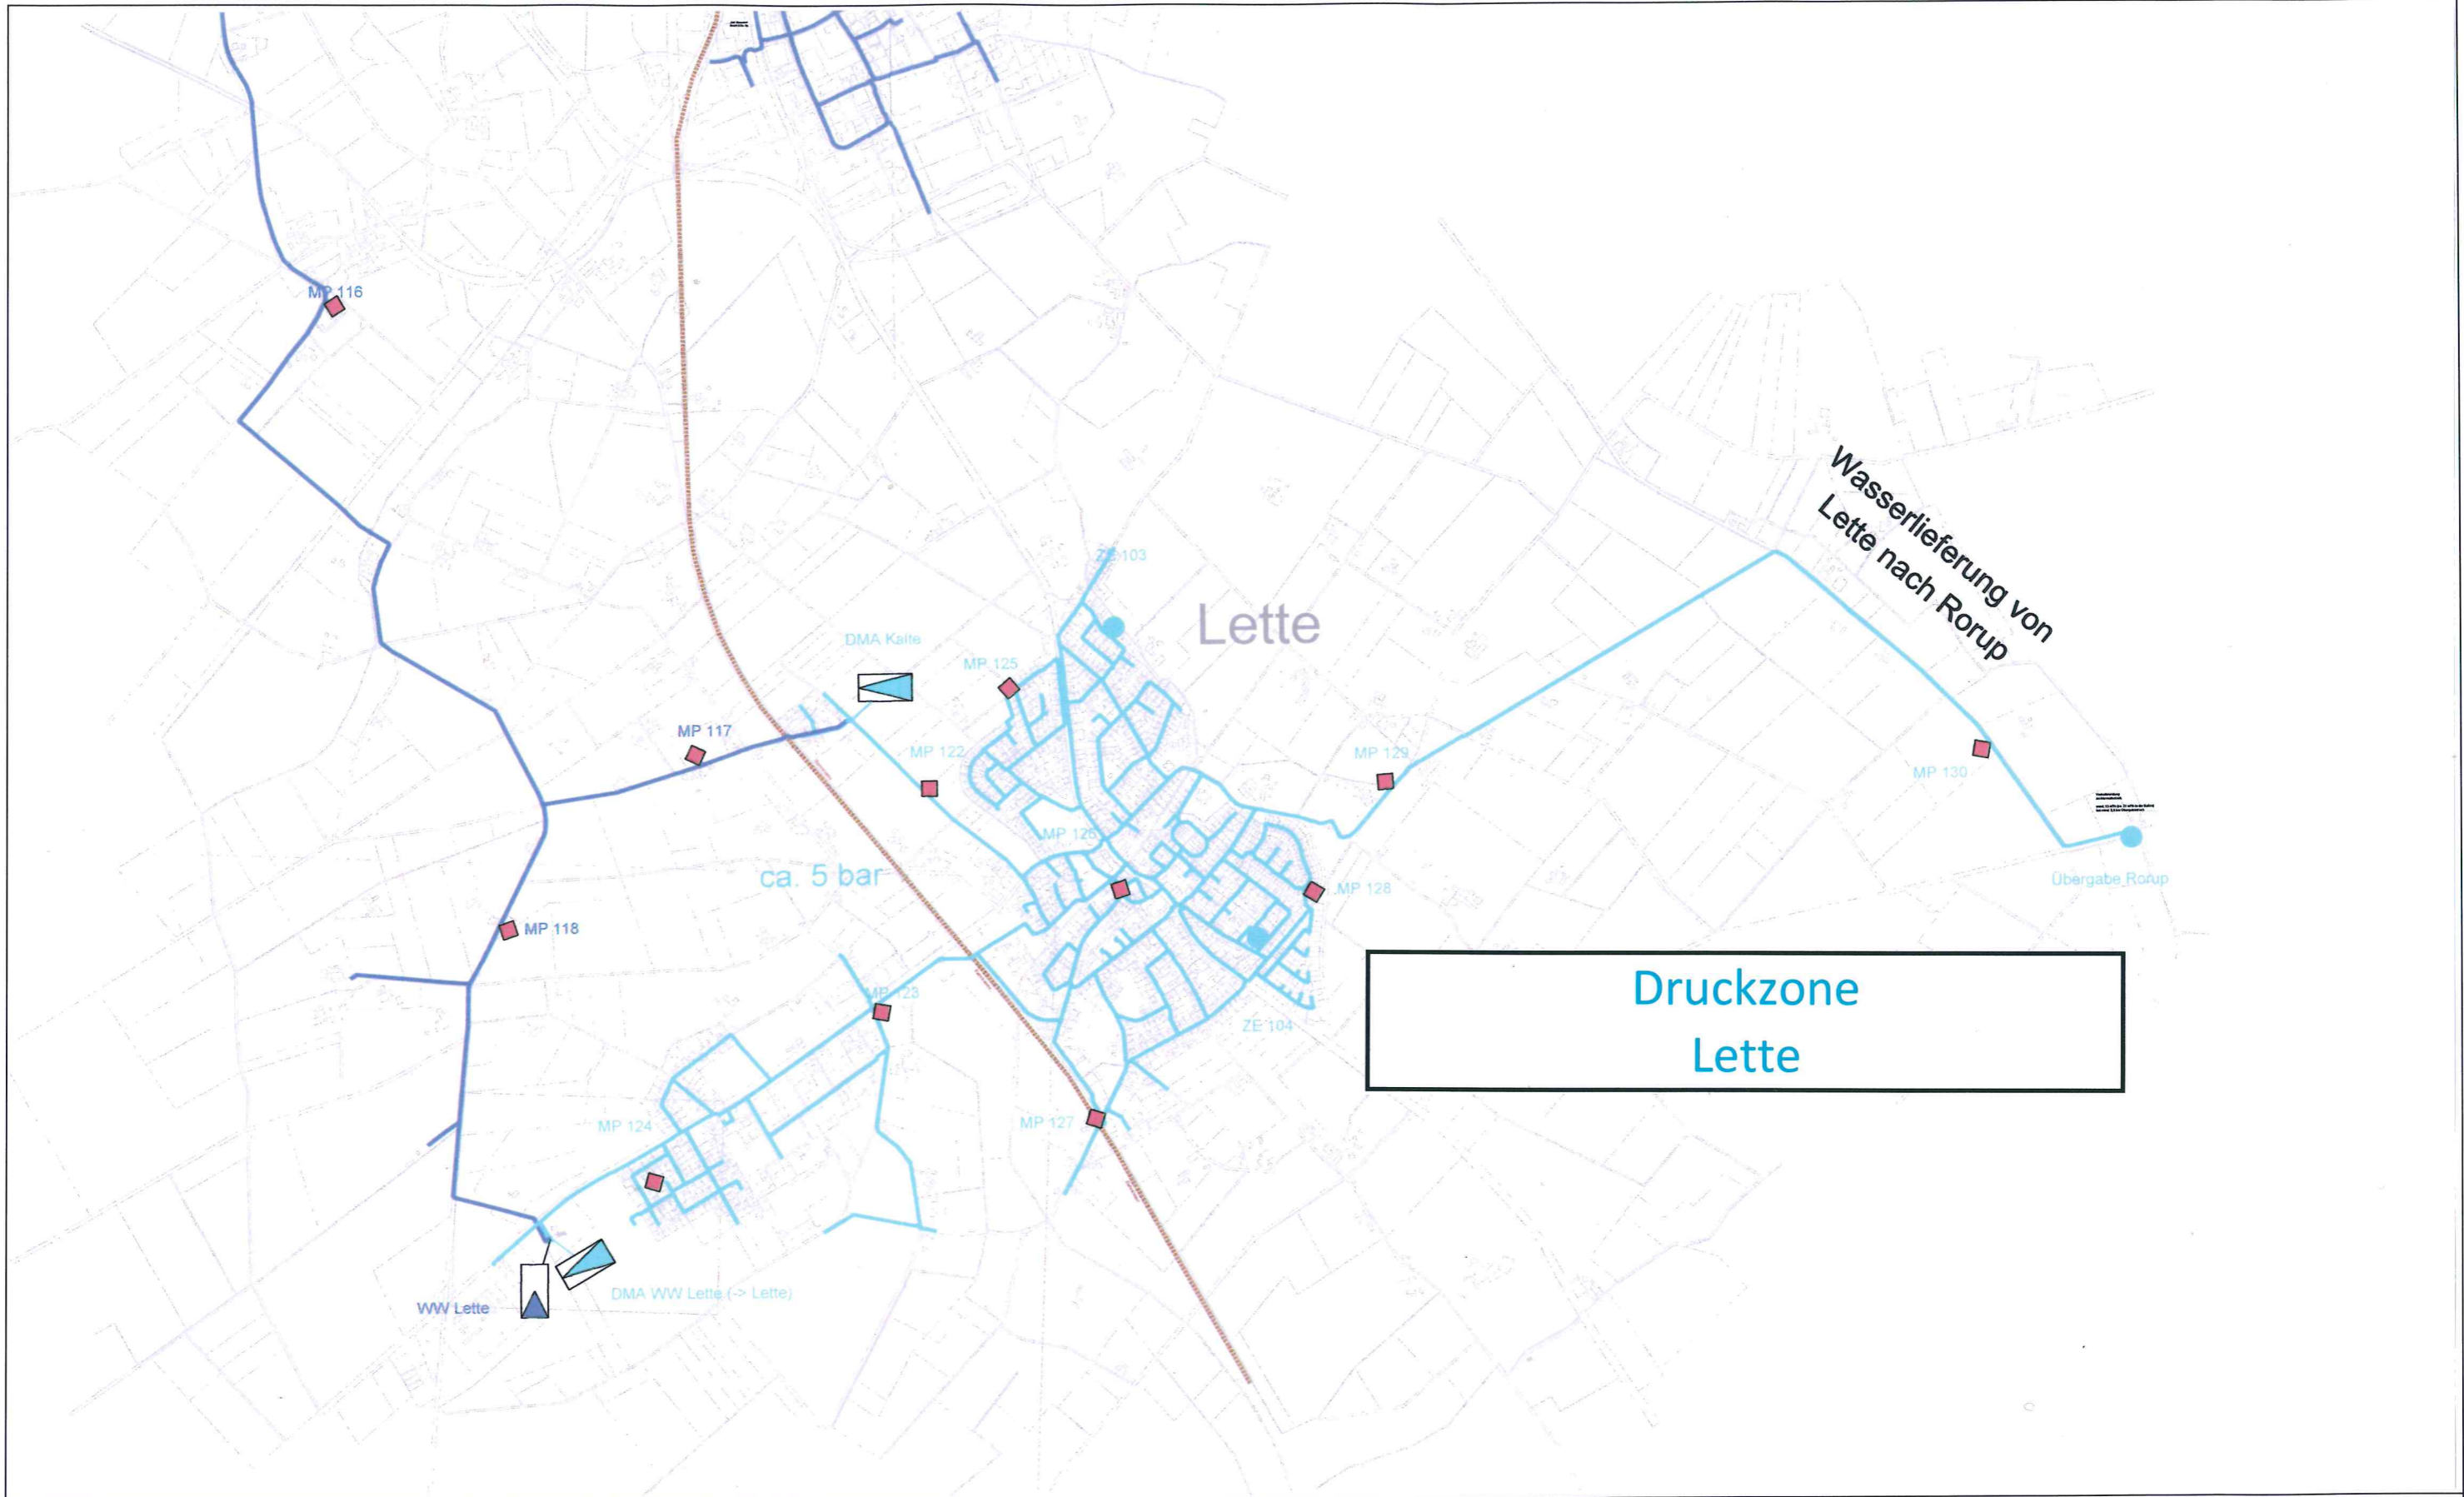 MP 116
Wasserlieferung von
Lette nach Rorup
ZE 103
Lette
DMA Kalte
MP 125
MP 117
MP 122
MP 129
MP 130
MP 126
ca. 5 bar
Übergabe Rorup
MP 128
MP 118
Druckzone
Lette
MP 123
ZE 104
MP 127
MP 124
DMA WW Lette (-> Lette)
WW Lette